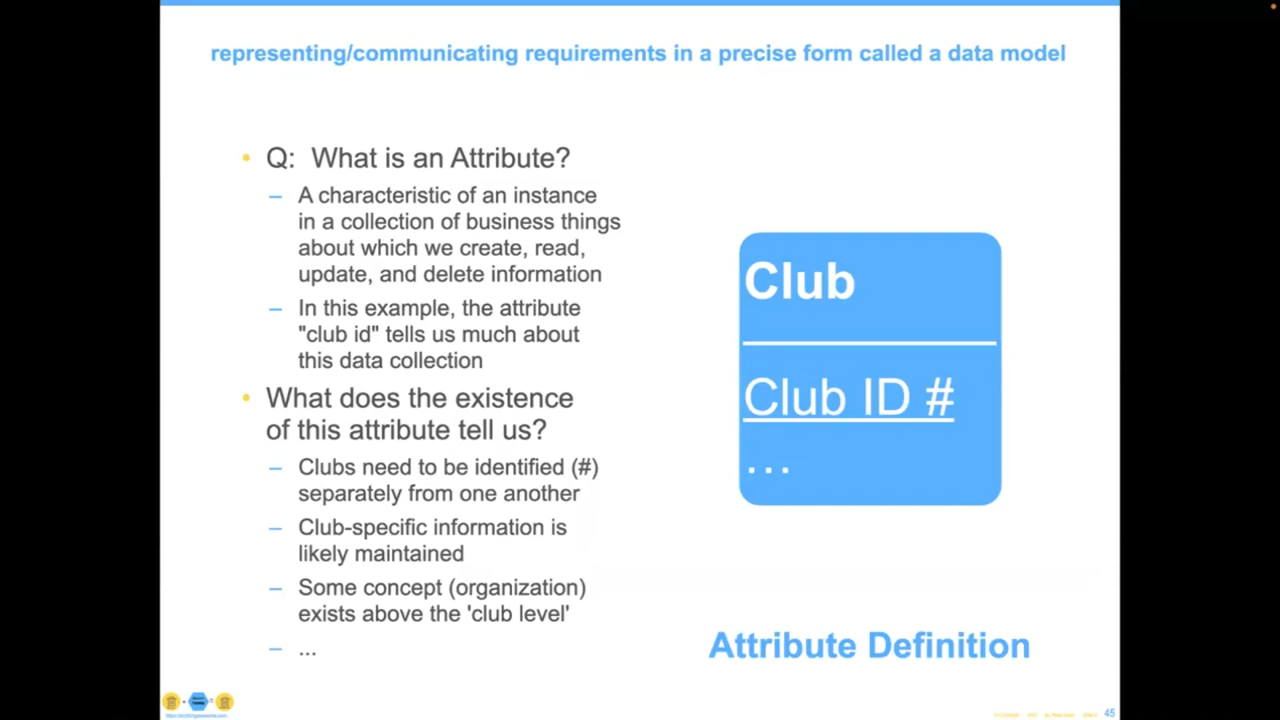 representing/communicating requirements in a precise form called a data model
• Q: What is an Attribute?
– A characteristic of an instance
in a collection of business things
about which we create, read,
update, and delete information
– In this example, the attribute
"club id" tells us much about
this data collection
• What does the existence
of this attribute tell us?
– Clubs need to be identified (#)
separately from one another
– Club-specific information is
likely maintained
– Some concept (organization)
exists above the 'club level'
– ...
Club
Club ID #
...
Attribute Definition
45